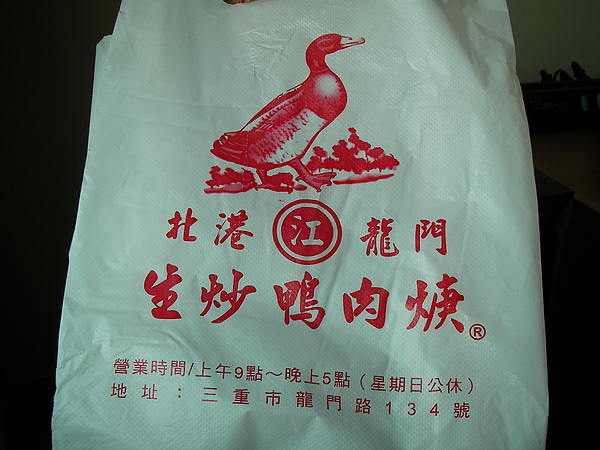 北港 江 龍門
生炒鴨肉焿®
營業時間/上午9點～晚上5點（星期日公休）
地址：三重市龍門路134號